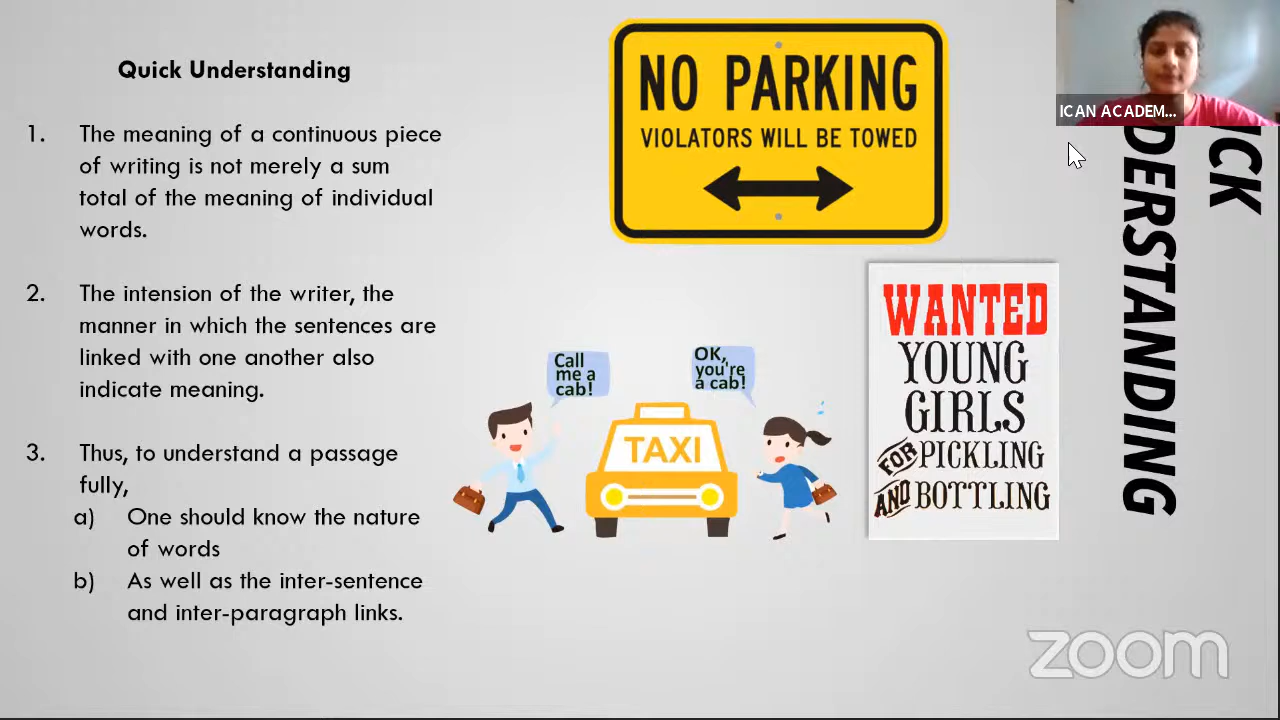 Quick Understanding
1. The meaning of a continuous piece
of writing is not merely a sum
total of the meaning of individual
words.
2. The intension of the writer, the
manner in which the sentences are
linked with one another also
indicate meaning.
3. Thus, to understand a passage
fully,
a) One should know the nature
of words
b) As well as the inter-sentence
and inter-paragraph links.
NO PARKING
VIOLATORS WILL BE TOWED
Call
me a
cab!
OK,
you're
a cab!
TAXI
WANTED
YOUNG
GIRLS
FOR PICKLING
AND BOTTLING
ICAN ACADEM...
ICK
DERSTANDING
zoom